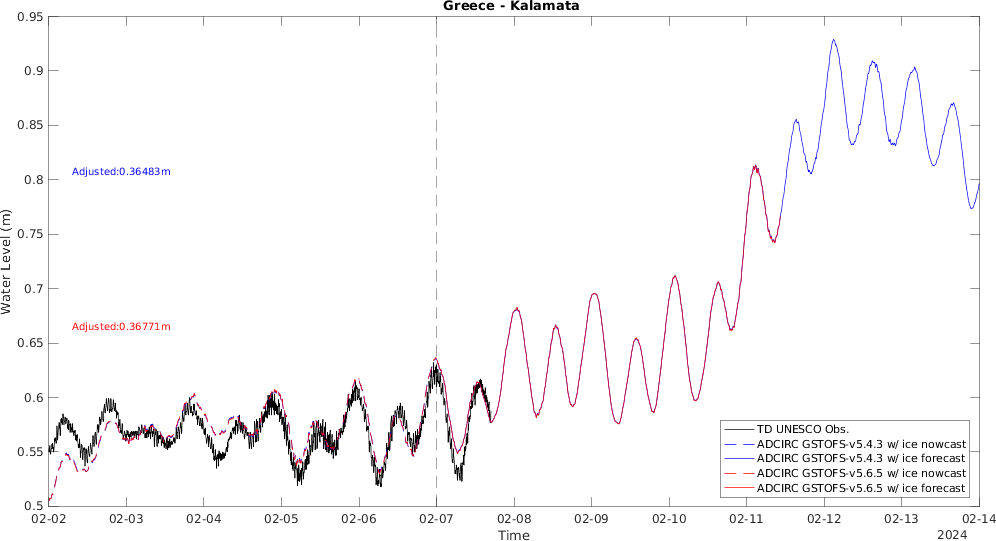 Greece - Kalamata
0.95
0.9
0.85
0.8
0.75
0.7
0.65
0.6
0.55
0.5
Water Level (m)
Adjusted:0.36483m
Adjusted:0.36771m
TD UNESCO Obs.
ADCIRC GSTOFS-v5.4.3 w/ ice nowcast
ADCIRC GSTOFS-v5.4.3 w/ ice forecast
ADCIRC GSTOFS-v5.6.5 w/ ice nowcast
ADCIRC GSTOFS-v5.6.5 w/ ice forecast
02-02 02-03 02-04 02-05 02-06 02-07 02-08 02-09 02-10 02-11 02-12 02-13 02-14
Time
2024